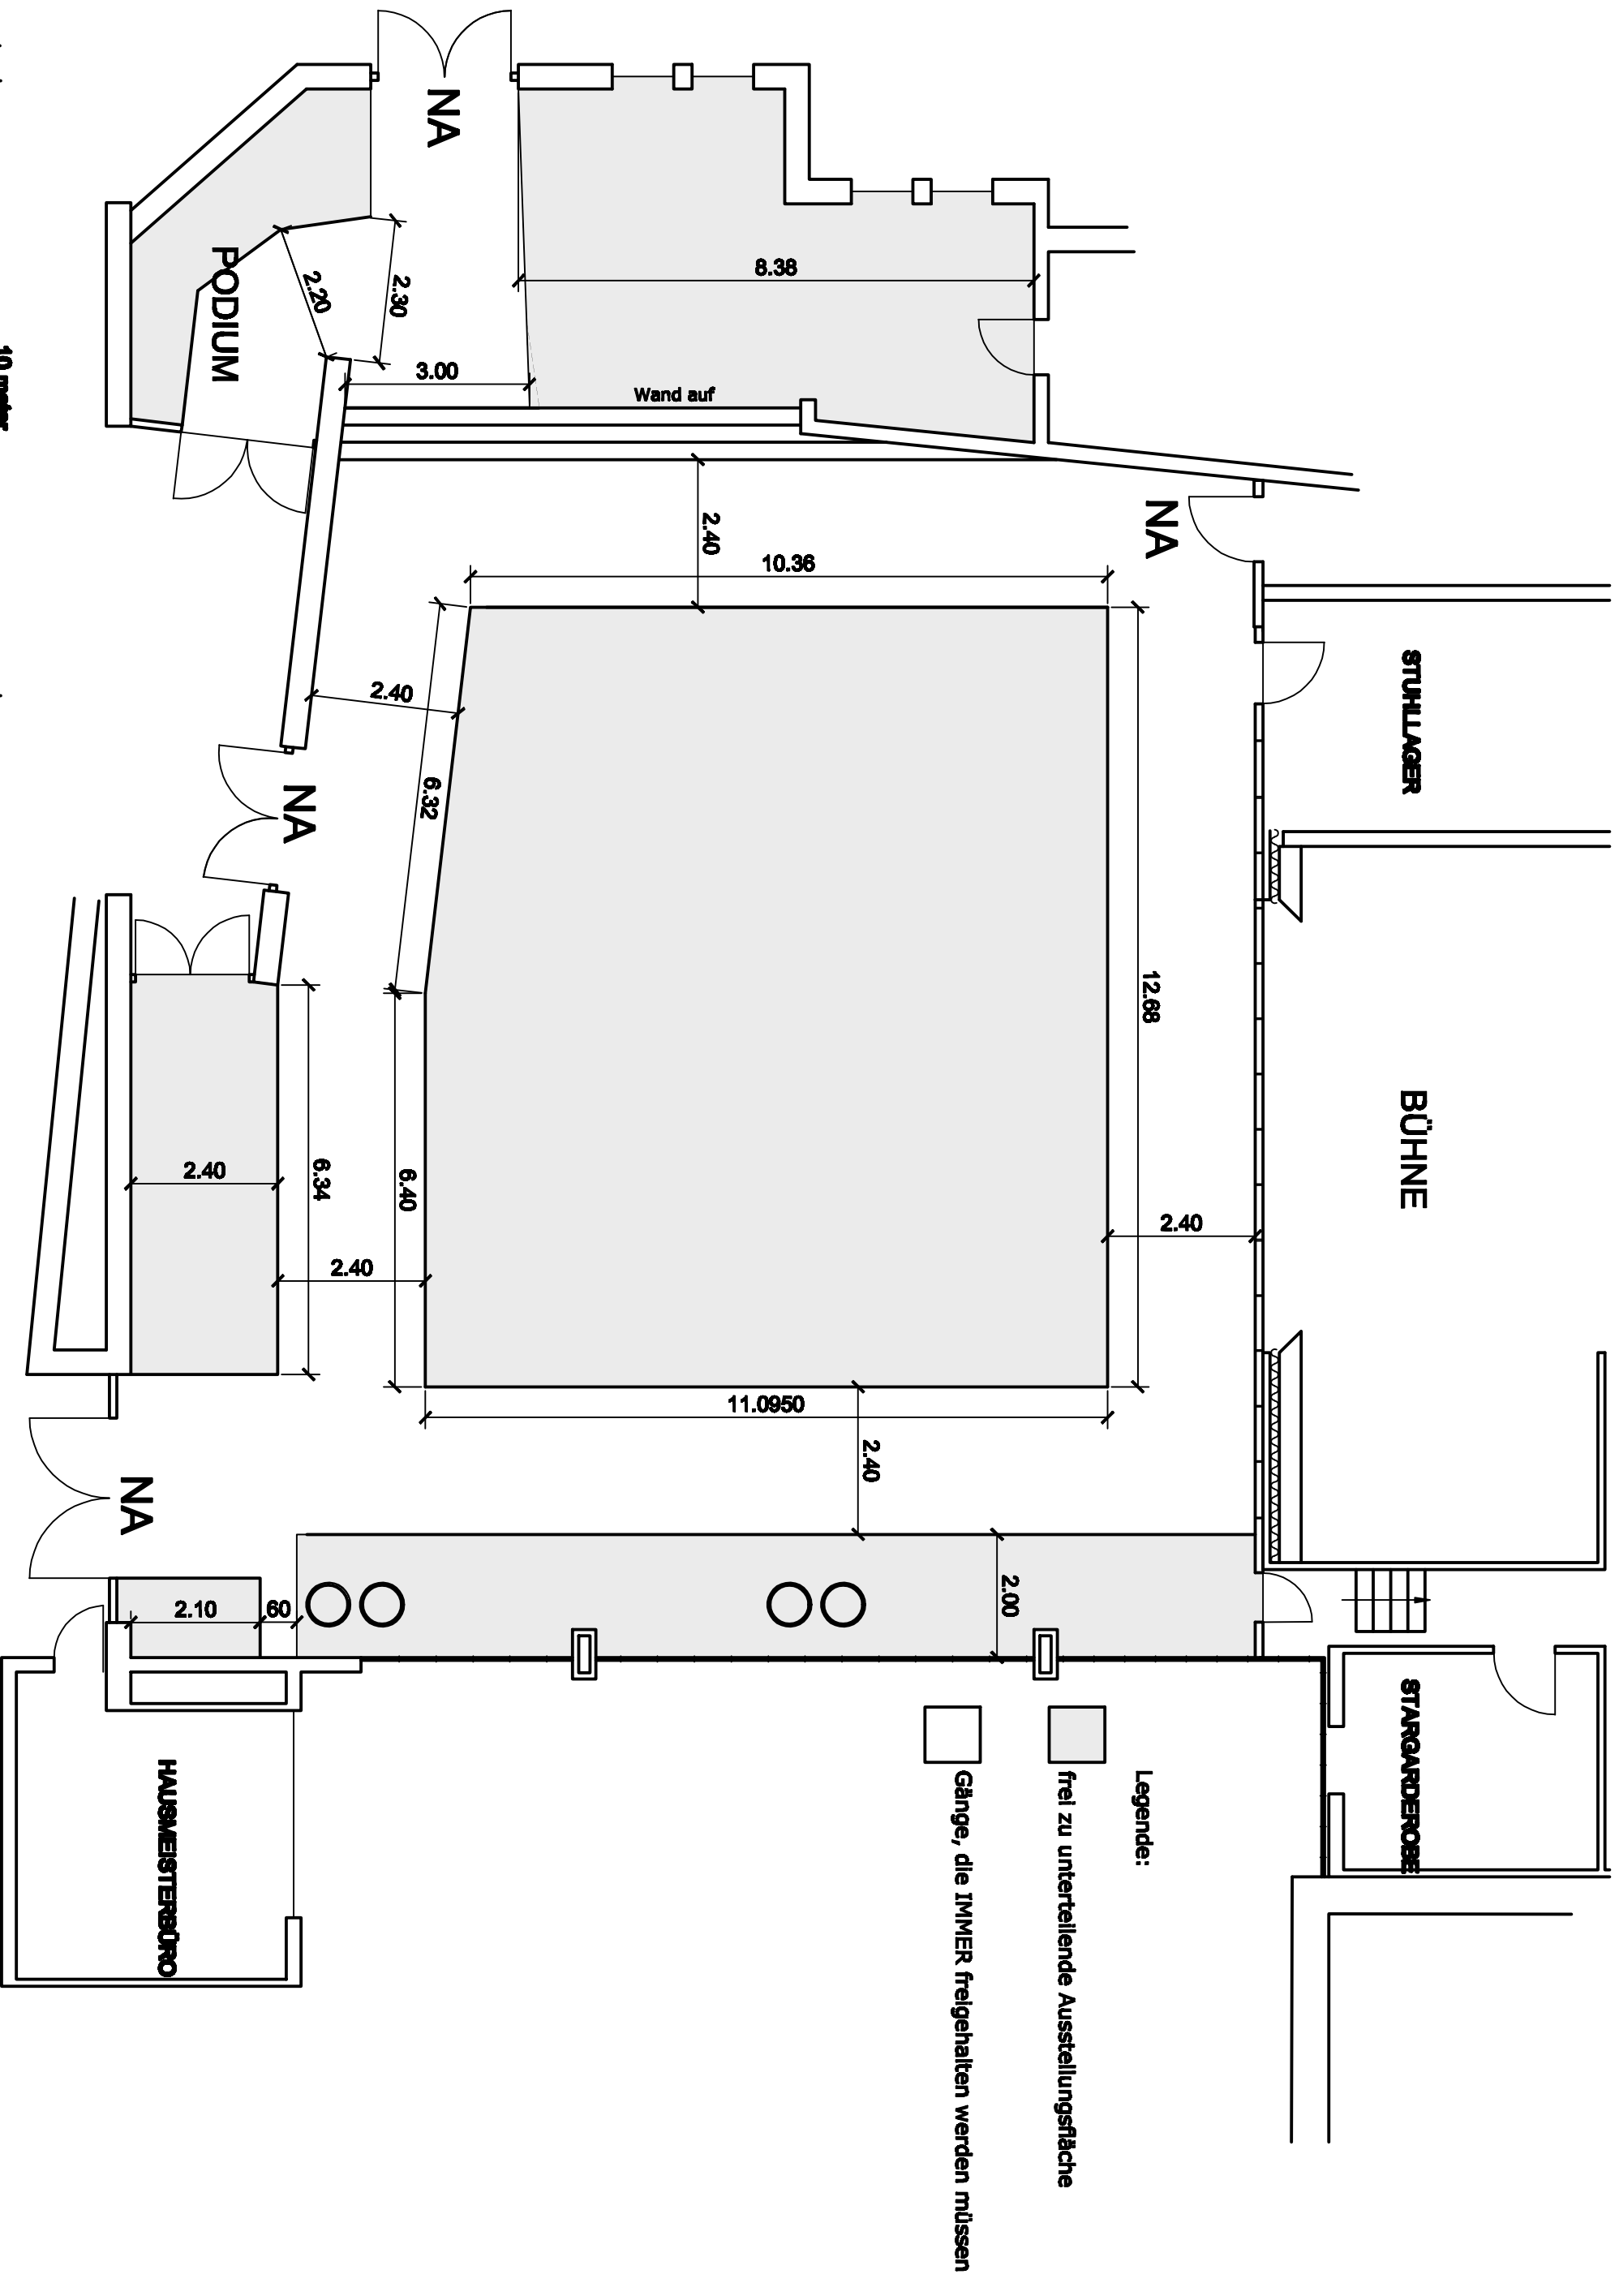 NA
8.38
PODIUM
2.20
2.30
3.00
Wand auf
10 meter
NA
2.40
10.36
STUHLLAGER
2.40
6.32
NA
12.68
BÜHNE
2.40
6.34
6.40
2.40
2.40
11.0950
2.40
NA
2.10
60
2.00
STARGARDEROBE
HAUSMEISTERBÜRO
Legende:
frei zu unterteilende Ausstellungsfläche
Gänge, die IMMER freigehalten werden müssen